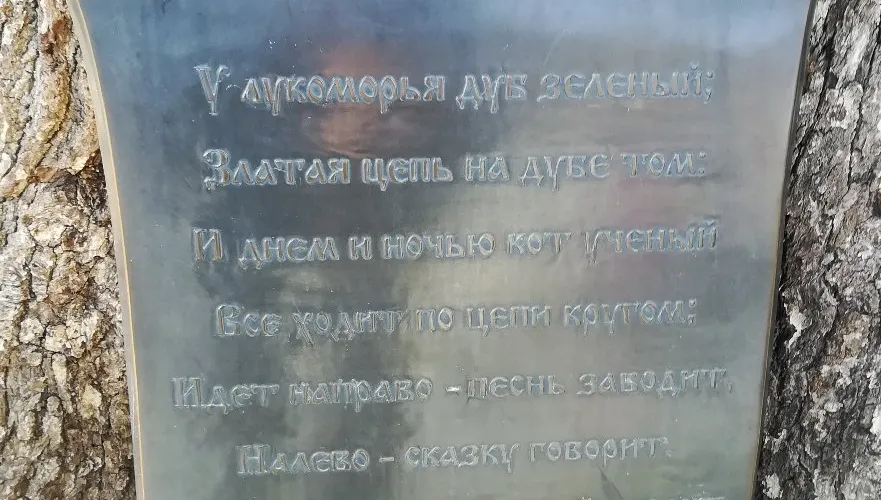 У лукоморья дуб зеленый;
Златая цепь на дубе том:
И днем и ночью кот ученый
Все ходит по цепи кругом;
Идет направо - песнь заводит,
Налево - сказку говорит.